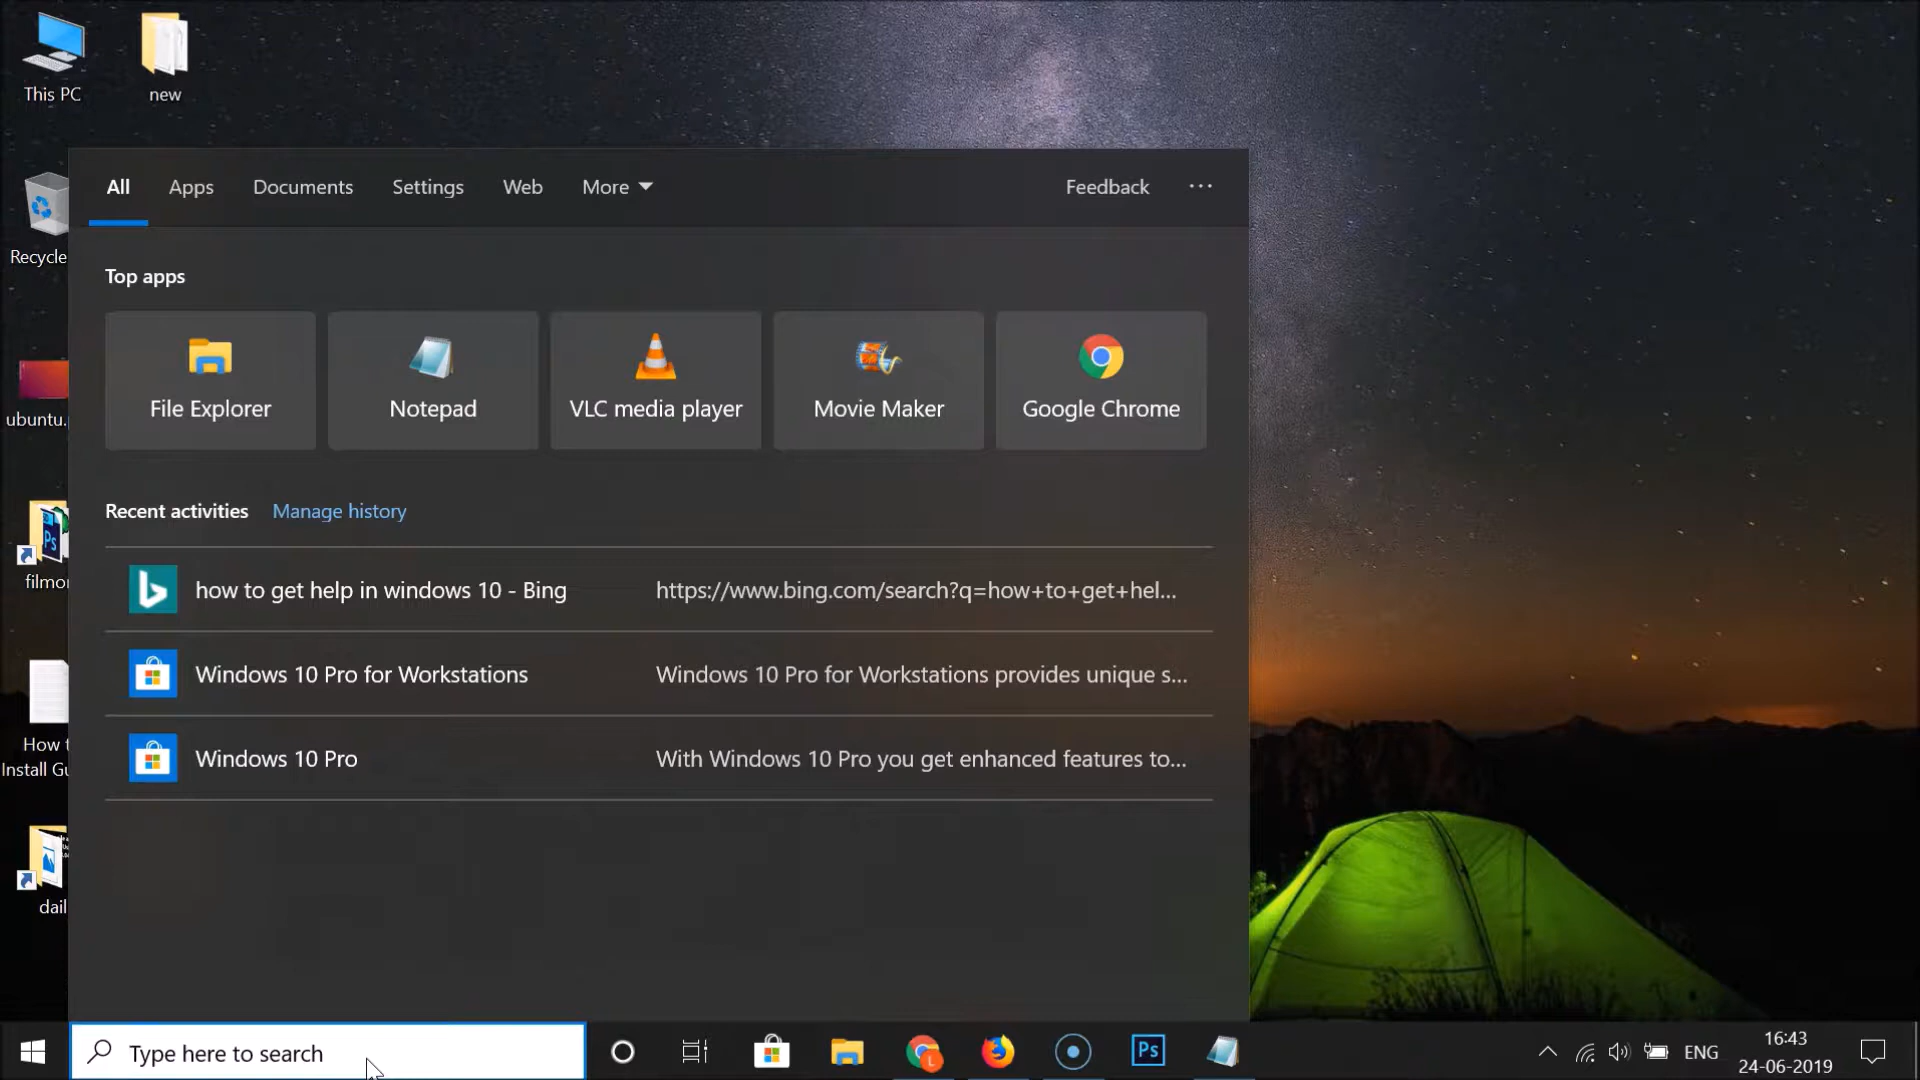 This PC
new
Recycle
ubuntu.
filmor
How t
Install Gu
dail
All Apps Documents Settings Web More Feedback ...
Top apps
File Explorer Notepad VLC media player Movie Maker Google Chrome
Recent activities Manage history
how to get help in windows 10 - Bing https://www.bing.com/search?q=how+to+get+hel...
Windows 10 Pro for Workstations Windows 10 Pro for Workstations provides unique s...
Windows 10 Pro With Windows 10 Pro you get enhanced features to...
Type here to search
L
Ps
ENG
16:43
24-06-2019